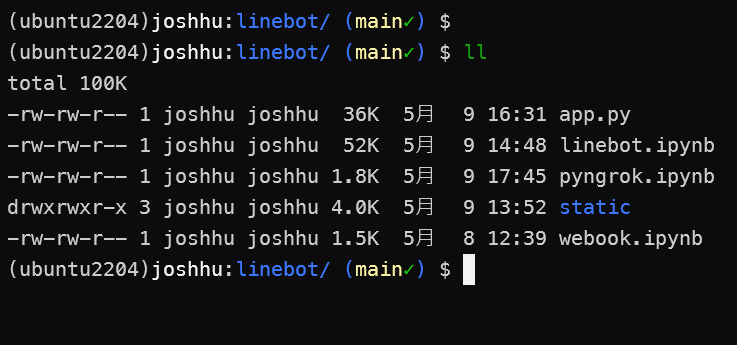 (ubuntu2204)joshhu:linebot/ (main✓) $
(ubuntu2204)joshhu:linebot/ (main✓) $ ll
total 100K
-rw-rw-r-- 1 joshhu joshhu  36K  5月   9 16:31 app.py
-rw-rw-r-- 1 joshhu joshhu  52K  5月   9 14:48 linebot.ipynb
-rw-rw-r-- 1 joshhu joshhu 1.8K  5月   9 17:45 pyngrok.ipynb
drwxrwxr-x 3 joshhu joshhu 4.0K  5月   9 13:52 static
-rw-rw-r-- 1 joshhu joshhu 1.5K  5月   8 12:39 webook.ipynb
(ubuntu2204)joshhu:linebot/ (main✓) $